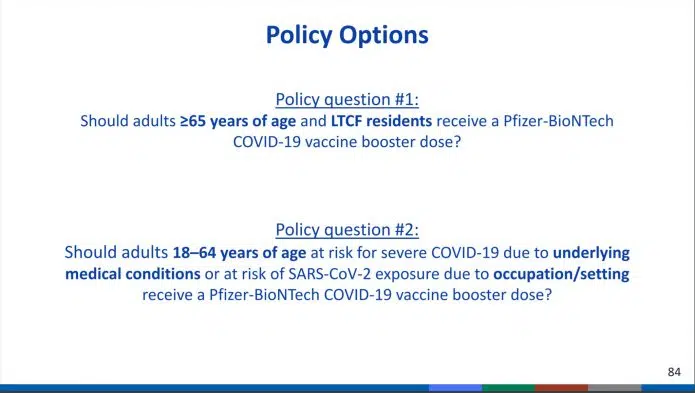 Policy Options
Policy question #1:
Should adults ≥65 years of age and LTCF residents receive a Pfizer-BioNTech
COVID-19 vaccine booster dose?
Policy question #2:
Should adults 18–64 years of age at risk for severe COVID-19 due to underlying
medical conditions or at risk of SARS-CoV-2 exposure due to occupation/setting
receive a Pfizer-BioNTech COVID-19 vaccine booster dose?
84